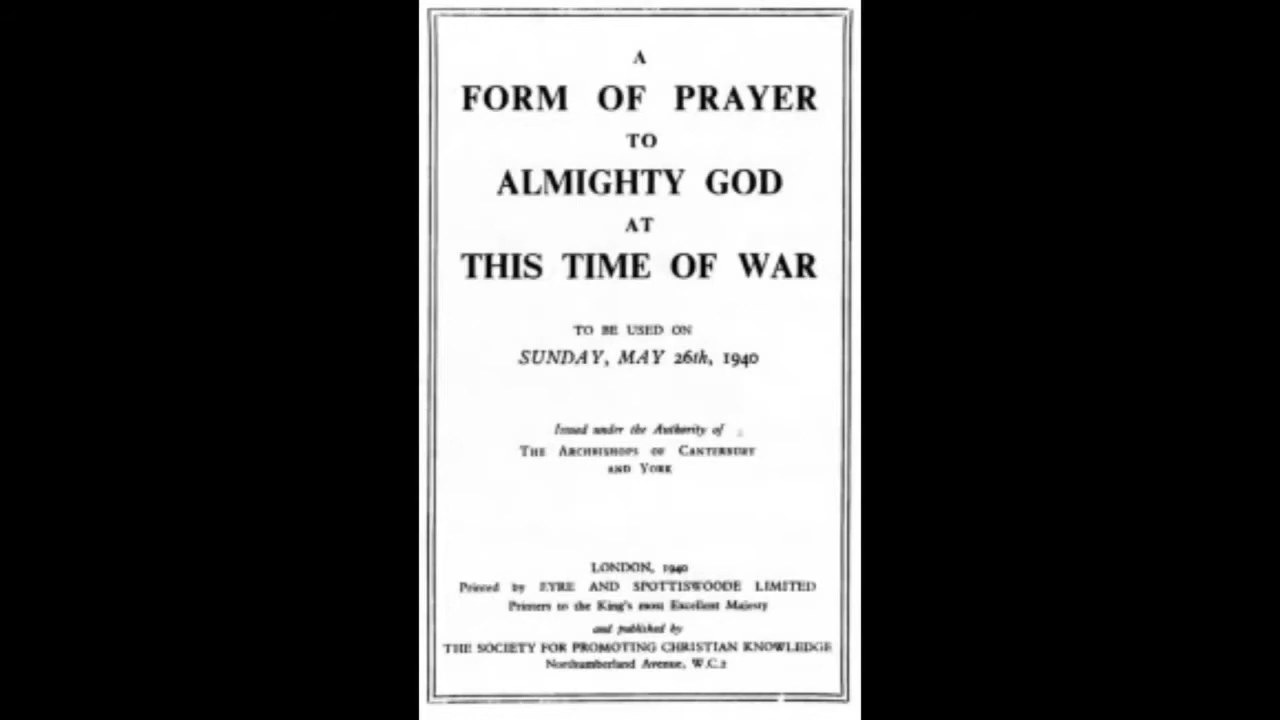 A
FORM OF PRAYER
TO
ALMIGHTY GOD
AT
THIS TIME OF WAR
TO BE USED ON
SUNDAY, MAY 26th, 1940
Issued under the Authority of
THE ARCHBISHOPS OF CANTERBURY
AND YORK
LONDON, 1940
Printed by EYRE AND SPOTTISWOODE LIMITED
Printers to the King's most Excellent Majesty
and published by
THE SOCIETY FOR PROMOTING CHRISTIAN KNOWLEDGE
Northumberland Avenue, W.C.2